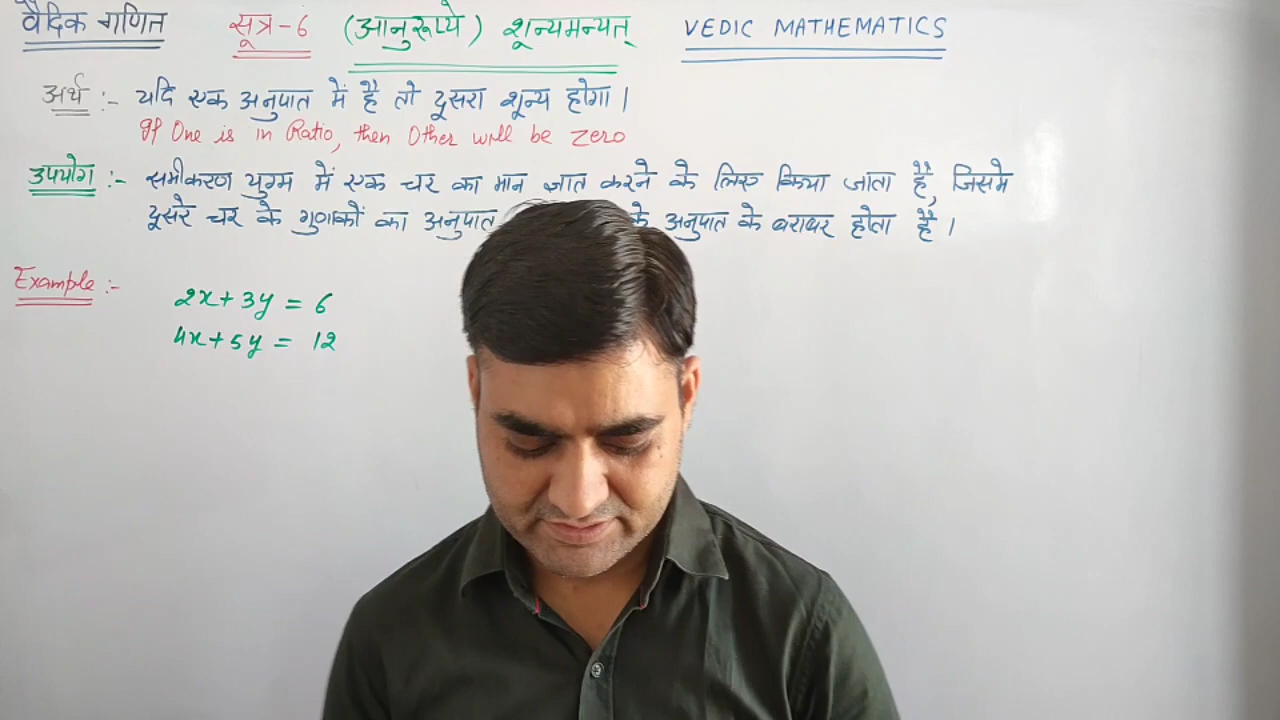 वैदिक गणित सूत्र-6 (आनुरूप्ये) शून्यमन्यत् VEDIC MATHEMATICS
अर्थ :- यदि एक अनुपात में है तो दूसरा शून्य होगा।
If One is in Ratio, then Other will be Zero
उपयोग :- समीकरण युग्म में एक चर का मान ज्ञात करने के लिए किया जाता है, जिसमे
दूसरे चर के गुणाकों का अनुपात के अनुपात के बराबर होता है।
Example :-
2x+3y = 6
4x+5y = 12